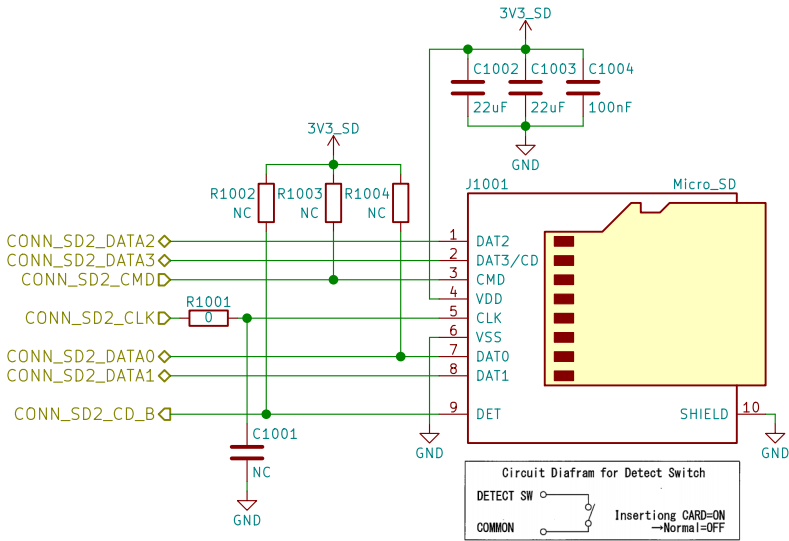 3V3_SD
C1002
C1003
C1004
22uF
22uF
100nF
GND
3V3_SD
R1002
R1003
R1004
NC
NC
NC
J1001
Micro_SD
CONN_SD2_DATA2
1
DAT2
CONN_SD2_DATA3
2
DAT3/CD
CONN_SD2_CMD
3
CMD
4
VDD
R1001
CONN_SD2_CLK
0
5
CLK
6
VSS
CONN_SD2_DATA0
7
DAT0
CONN_SD2_DATA1
8
DAT1
CONN_SD2_CD_B
9
DET
SHIELD
10
C1001
NC
GND
GND
GND
Circuit Diafram for Detect Switch
DETECT SW
COMMON
Insertiong CARD=ON
→Normal=OFF